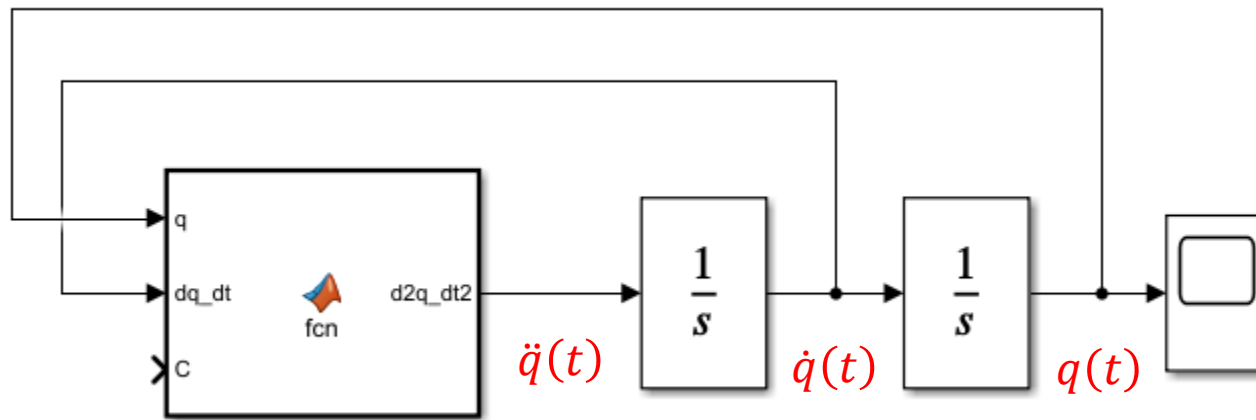 q
dq_dt
C
fcn
d2q_dt2
q̈(t)
1
s
q̇(t)
1
s
q(t)